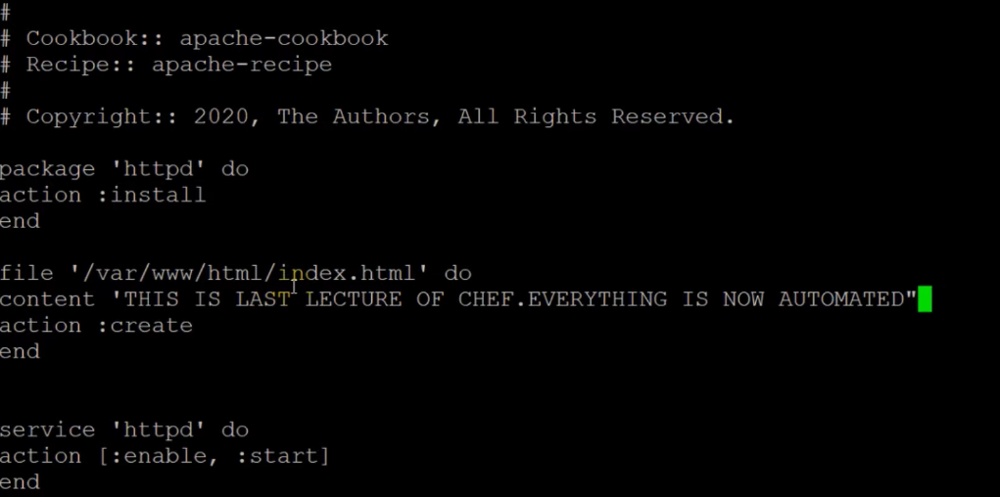 #
# Cookbook:: apache-cookbook
# Recipe:: apache-recipe
#
# Copyright:: 2020, The Authors, All Rights Reserved.
package 'httpd' do
action :install
end
file '/var/www/html/index.html' do
content 'THIS IS LAST LECTURE OF CHEF.EVERYTHING IS NOW AUTOMATED"
action :create
end
service 'httpd' do
action [:enable, :start]
end